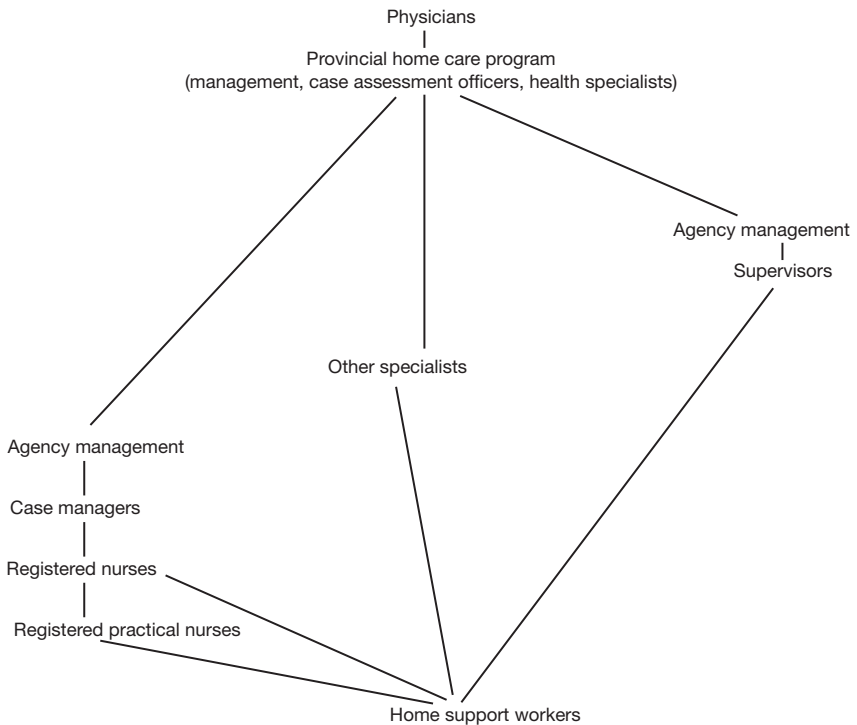 Physicians
Provincial home care program
(management, case assessment officers, health specialists)
Agency management
Supervisors
Other specialists
Agency management
Case managers
Registered nurses
Registered practical nurses
Home support workers